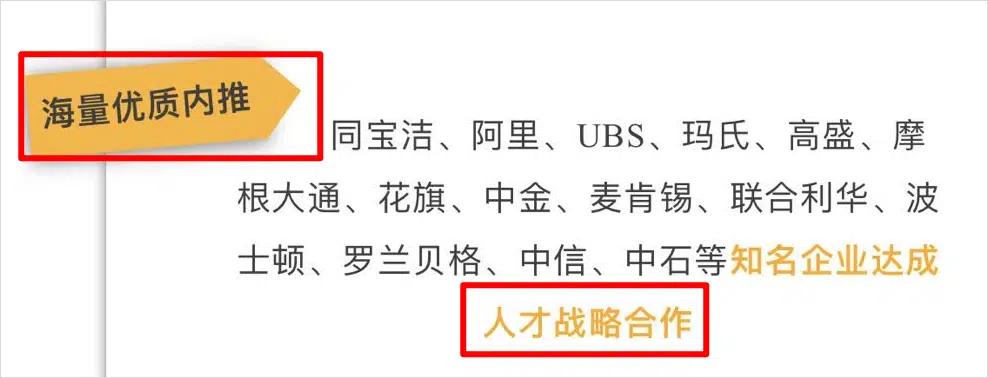 海量优质内推
同宝洁、阿里、UBS、玛氏、高盛、摩
根大通、花旗、中金、麦肯锡、联合利华、波
士顿、罗兰贝格、中信、中石等知名企业达成
人才战略合作